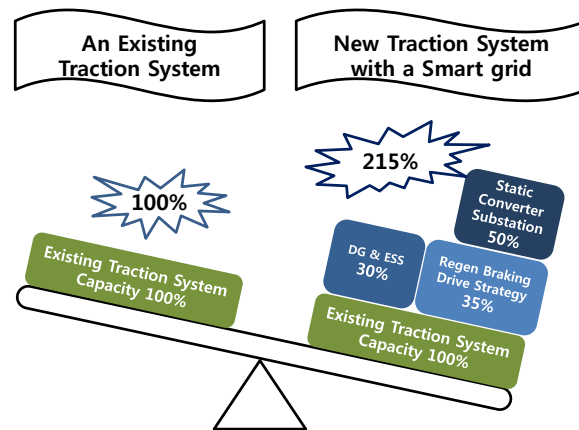 An Existing
Traction System
New Traction System
with a Smart grid
100%
Existing Traction System
Capacity 100%
215%
Static
Converter
Substation
50%
DG & ESS
30%
Regen Braking
Drive Strategy
35%
Existing Traction System
Capacity 100%